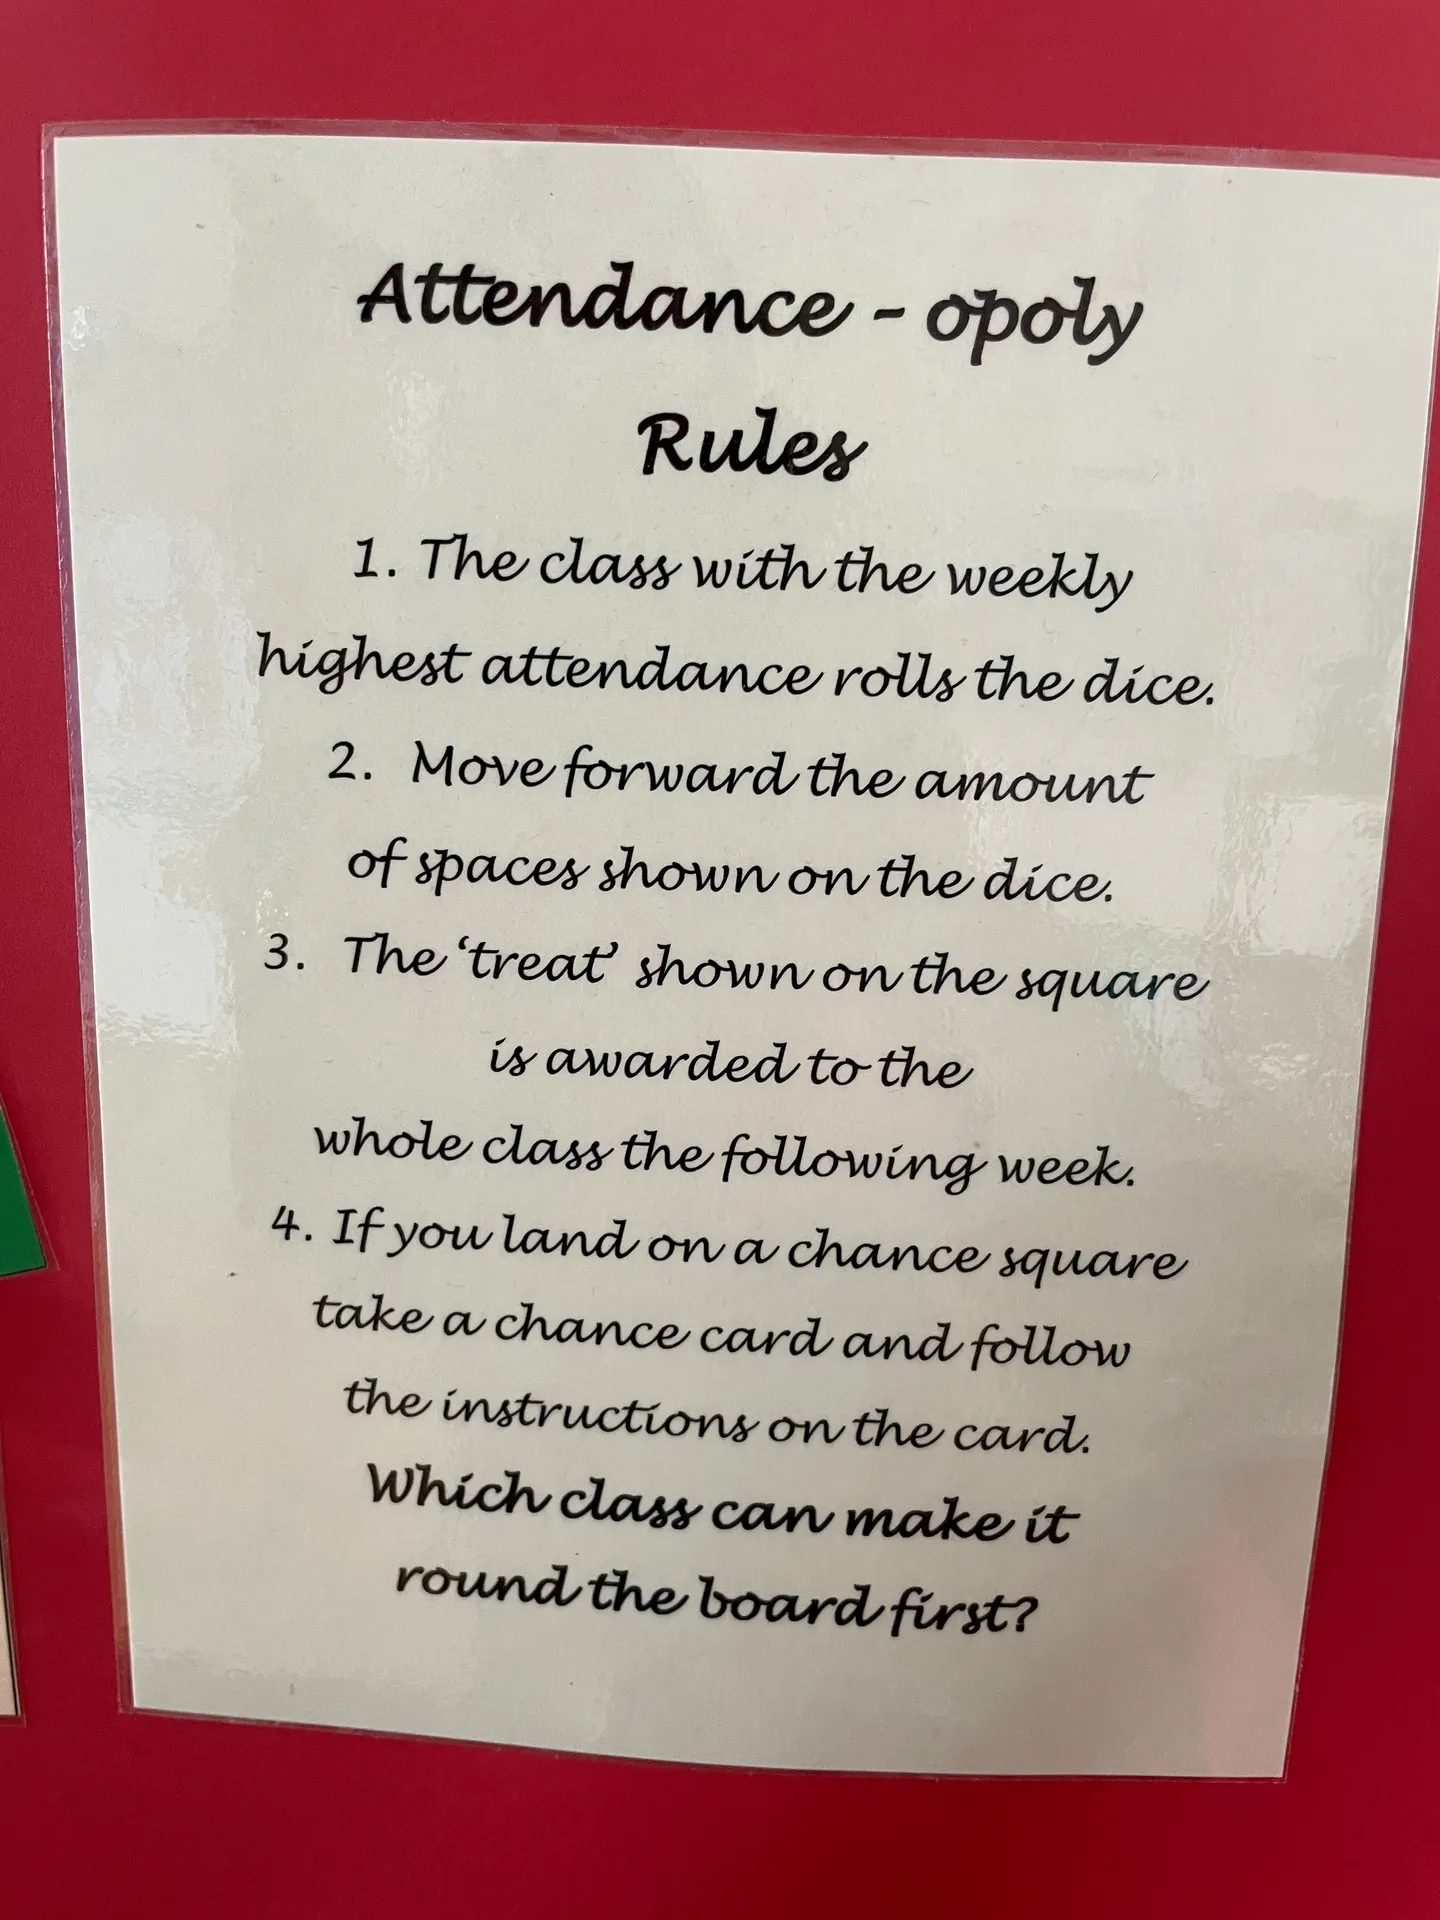 Attendance - opoly
Rules
1. The class with the weekly
highest attendance rolls the dice.
2. Move forward the amount
of spaces shown on the dice.
3. The ‘treat’ shown on the square
is awarded to the
whole class the following week.
4. If you land on a chance square
take a chance card and follow
the instructions on the card.
Which class can make it
round the board first?